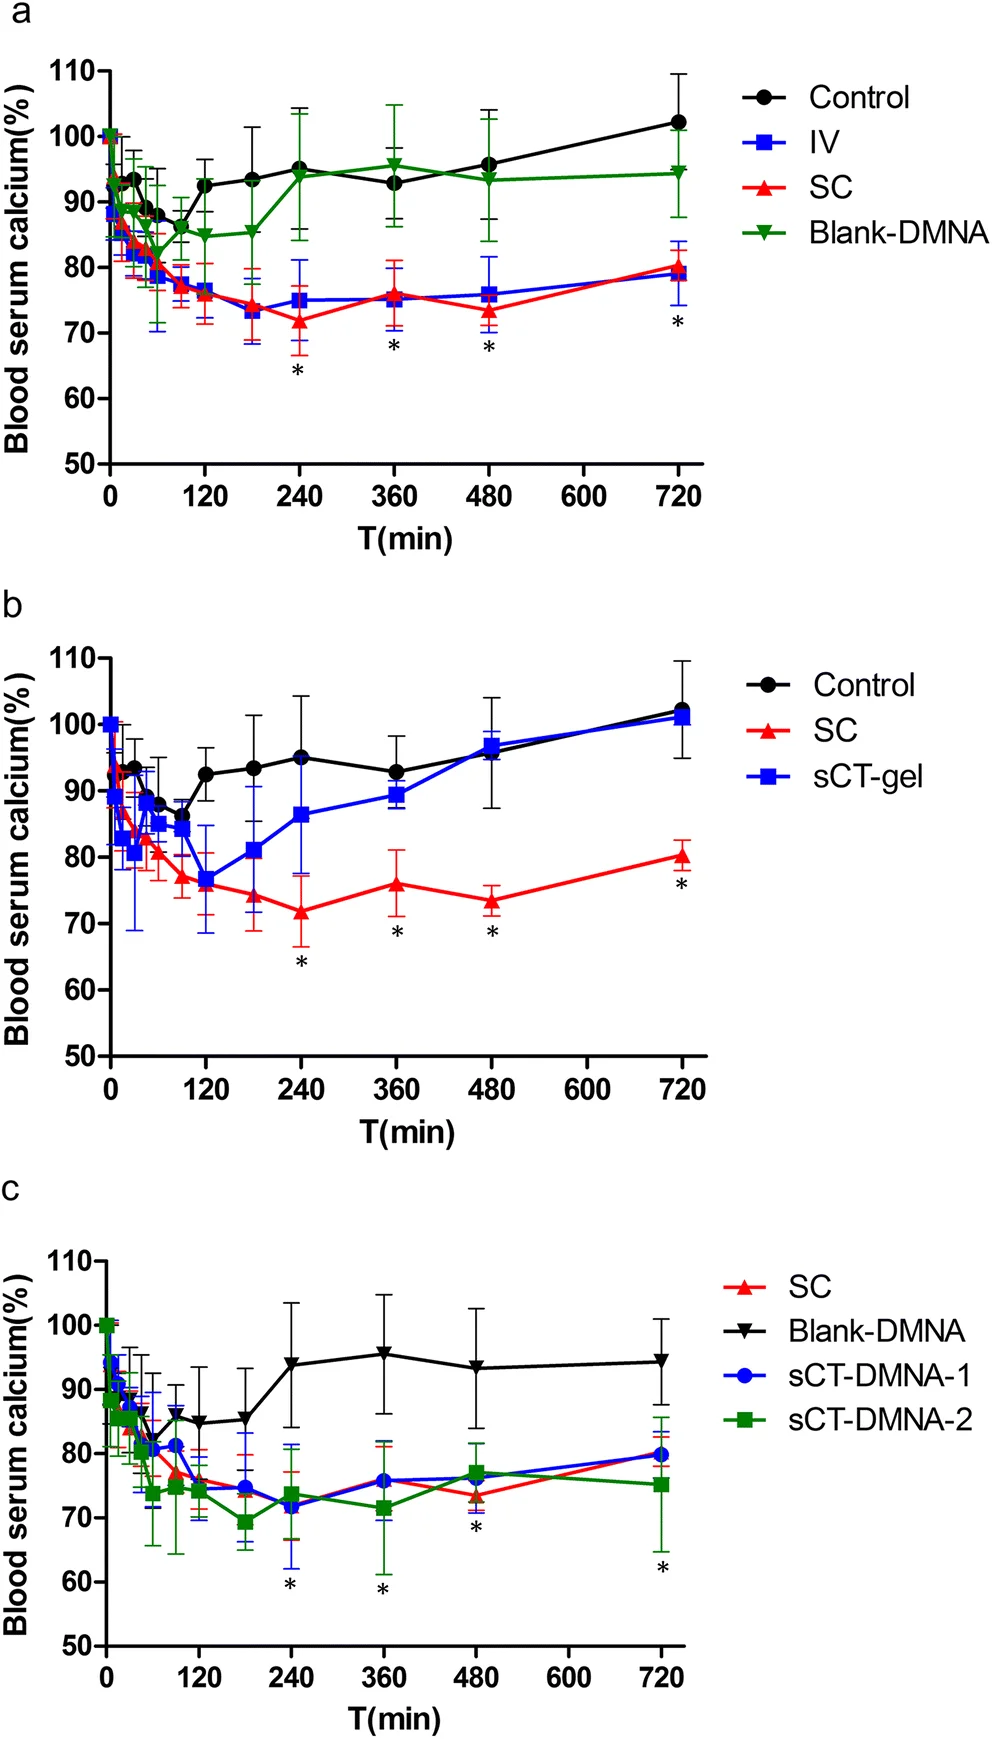 a
Blood serum calcium(%)
110
100
90
80
70
60
50
0 120 240 360 480 600 720
T(min)
Control
IV
SC
Blank-DMNA
* * * *
b
Blood serum calcium(%)
110
100
90
80
70
60
50
0 120 240 360 480 600 720
T(min)
Control
SC
sCT-gel
* * * *
c
Blood serum calcium(%)
110
100
90
80
70
60
50
0 120 240 360 480 600 720
T(min)
SC
Blank-DMNA
sCT-DMNA-1
sCT-DMNA-2
* * * *